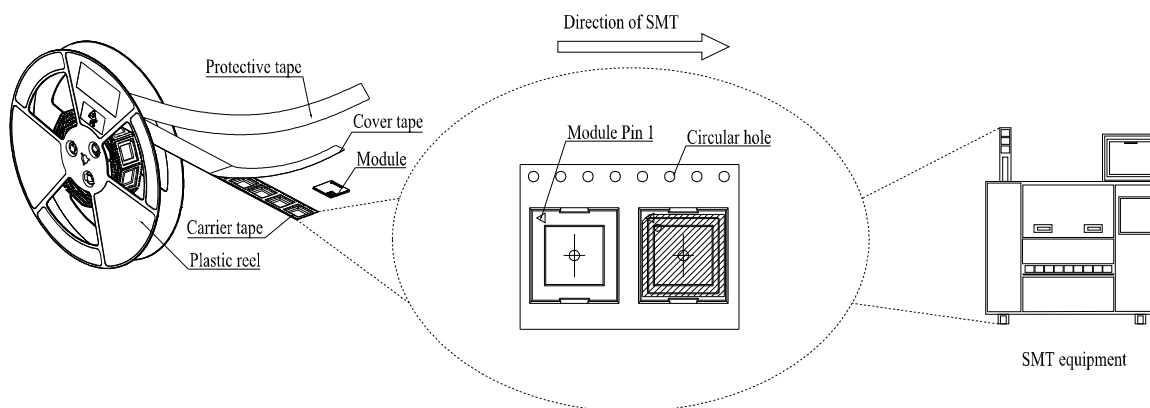 Direction of SMT
Protective tape
Cover tape
Module
Module Pin 1
Circular hole
Carrier tape
Plastic reel
SMT equipment